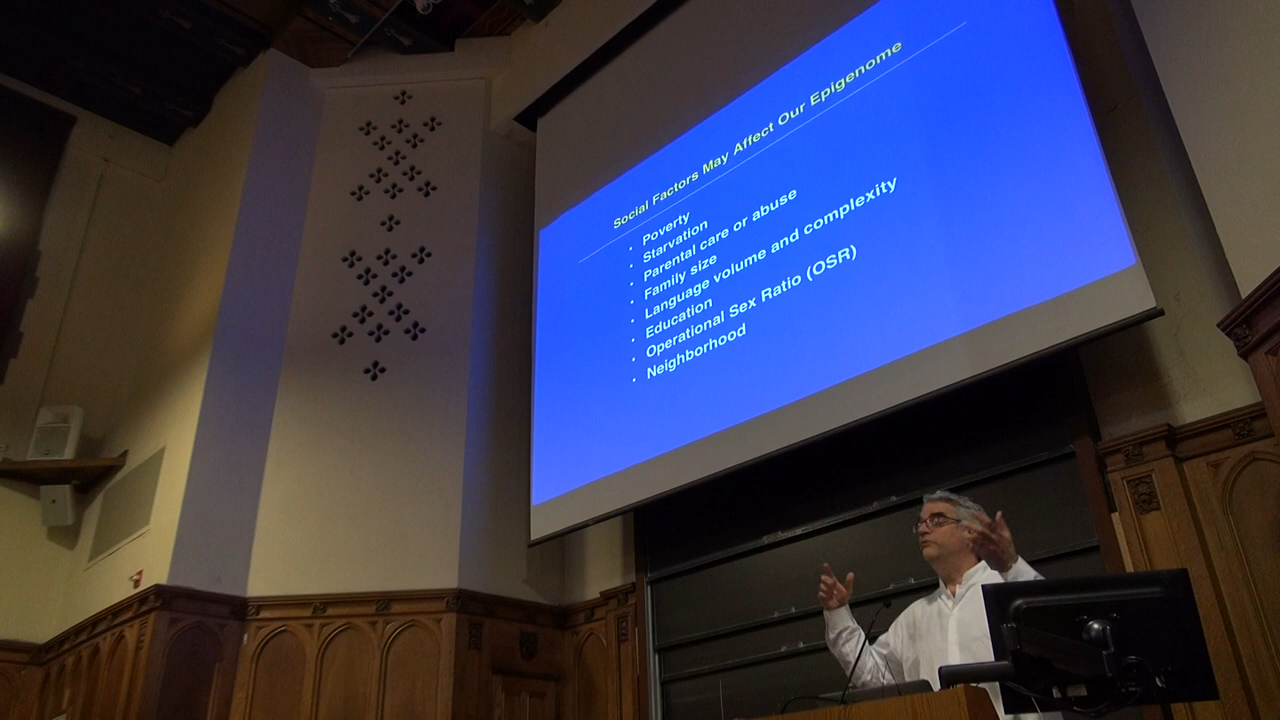 Social Factors May Affect Our Epigenome
• Poverty
• Starvation
• Parental care or abuse
• Family size
• Language volume and complexity
• Education
• Operational Sex Ratio (OSR)
• Neighborhood